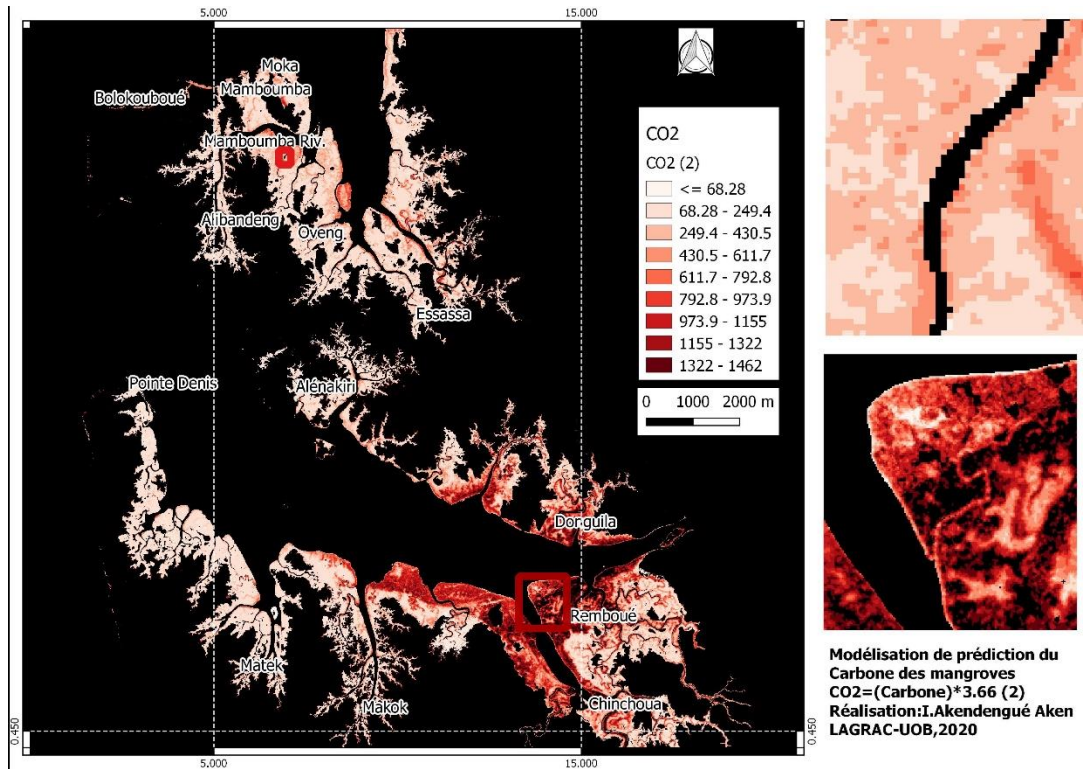 5.000
15.000
Moka
Mamboumba
Bolokouboué
Mamboumba Riv.
Alibandeng
Oveng.
Essassa
CO2
CO2 (2)
<= 68.28
68.28 - 249.4
249.4 - 430.5
430.5 - 611.7
611.7 - 792.8
792.8 - 973.9
973.9 - 1155
1155 - 1322
1322 - 1462
0 1000 2000 m
Pointe Denis
Alénakiri
Donguila
Remboué
Matek
Makok
Chinchoua
0.450
0.450
5.000
15.000
Modélisation de prédiction du
Carbone des mangroves
CO2=(Carbone)*3.66 (2)
Réalisation:I.Akendengué Aken
LAGRAC-UOB,2020